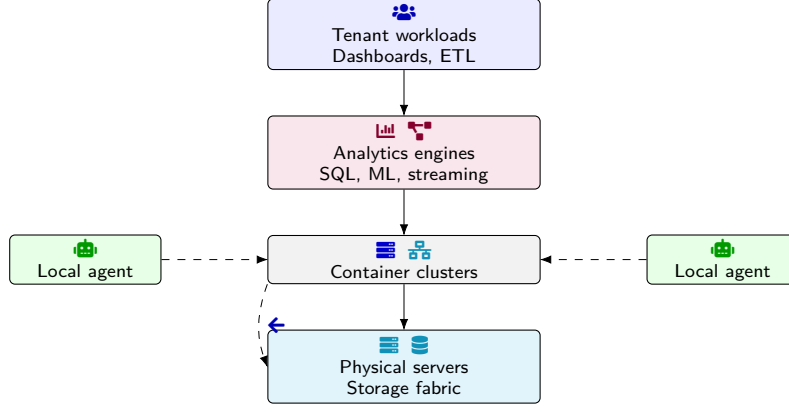 Tenant workloads
Dashboards, ETL
Analytics engines
SQL, ML, streaming
Local agent
Container clusters
Local agent
Physical servers
Storage fabric